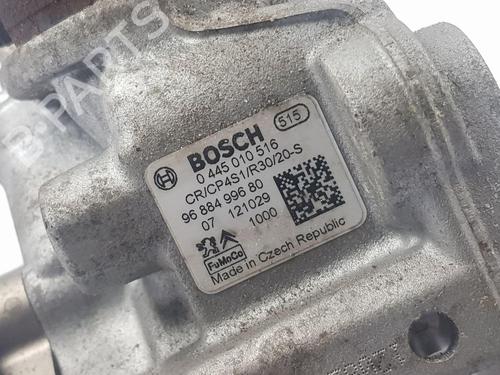 B-PARTS
BOSCH 515
0 445 010 516
CR/CP4S1/R30/20-S
96 884 996 80
07 121029
1000
FoMoCo
Made in Czech Republic